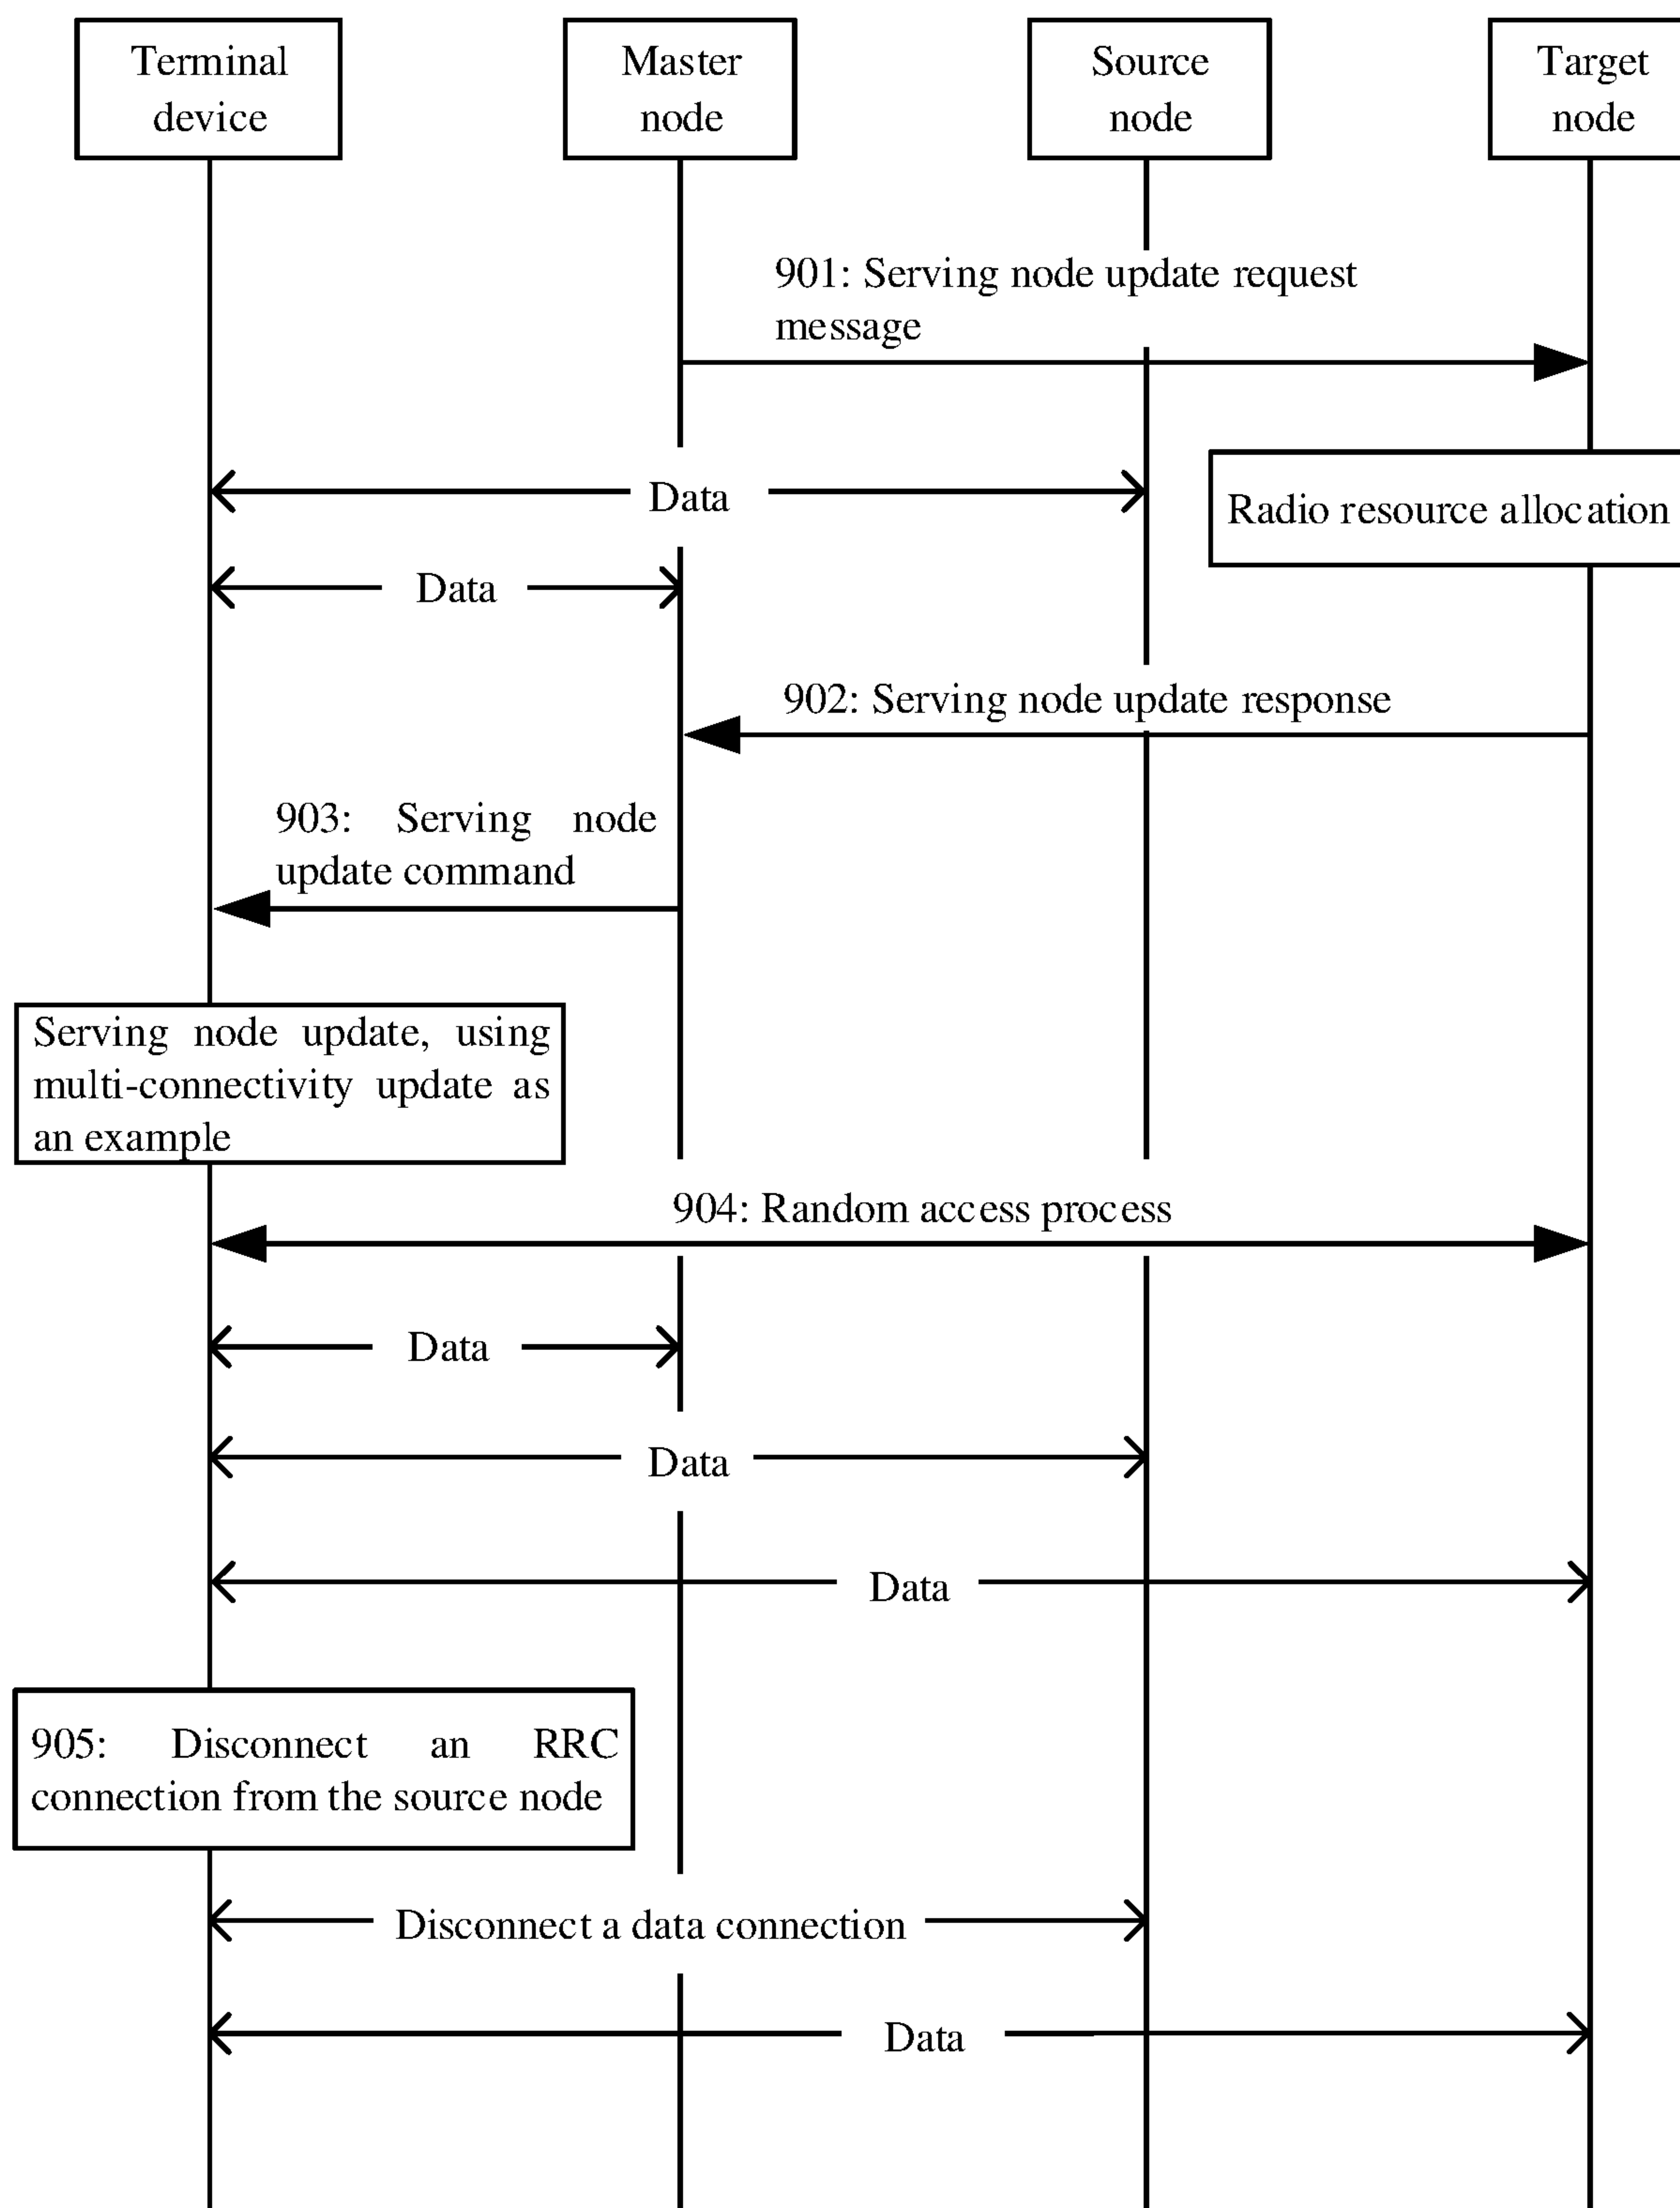 Terminal
device
Master
node
Source
node
Target
node
901: Serving node update request
message
Data
Radio resource allocation
Data
902: Serving node update response
903: Serving node
update command
Serving node update, using
multi-connectivity update as
an example
904: Random access process
Data
Data
Data
905: Disconnect an RRC
connection from the source node
Disconnect a data connection
Data